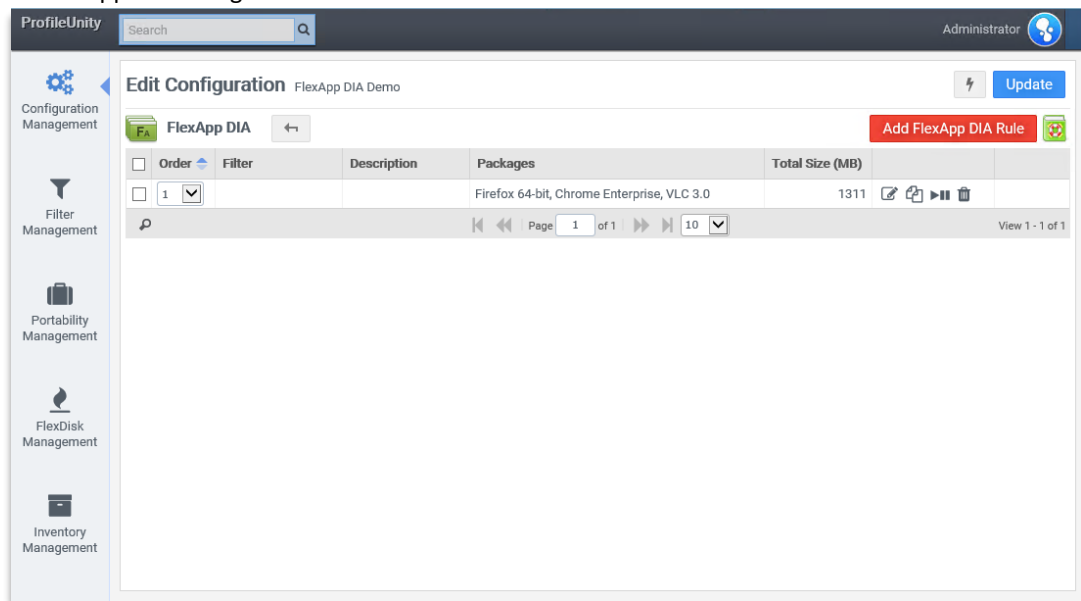 ProfileUnity
Search
Administrator
Configuration
Management
Edit Configuration FlexApp DIA Demo
Update
FA FlexApp DIA
Add FlexApp DIA Rule
Order Filter Description Packages Total Size (MB)
1 Firefox 64-bit, Chrome Enterprise, VLC 3.0 1311
Page 1 of 1 10 View 1 - 1 of 1
Filter
Management
Portability
Management
FlexDisk
Management
Inventory
Management